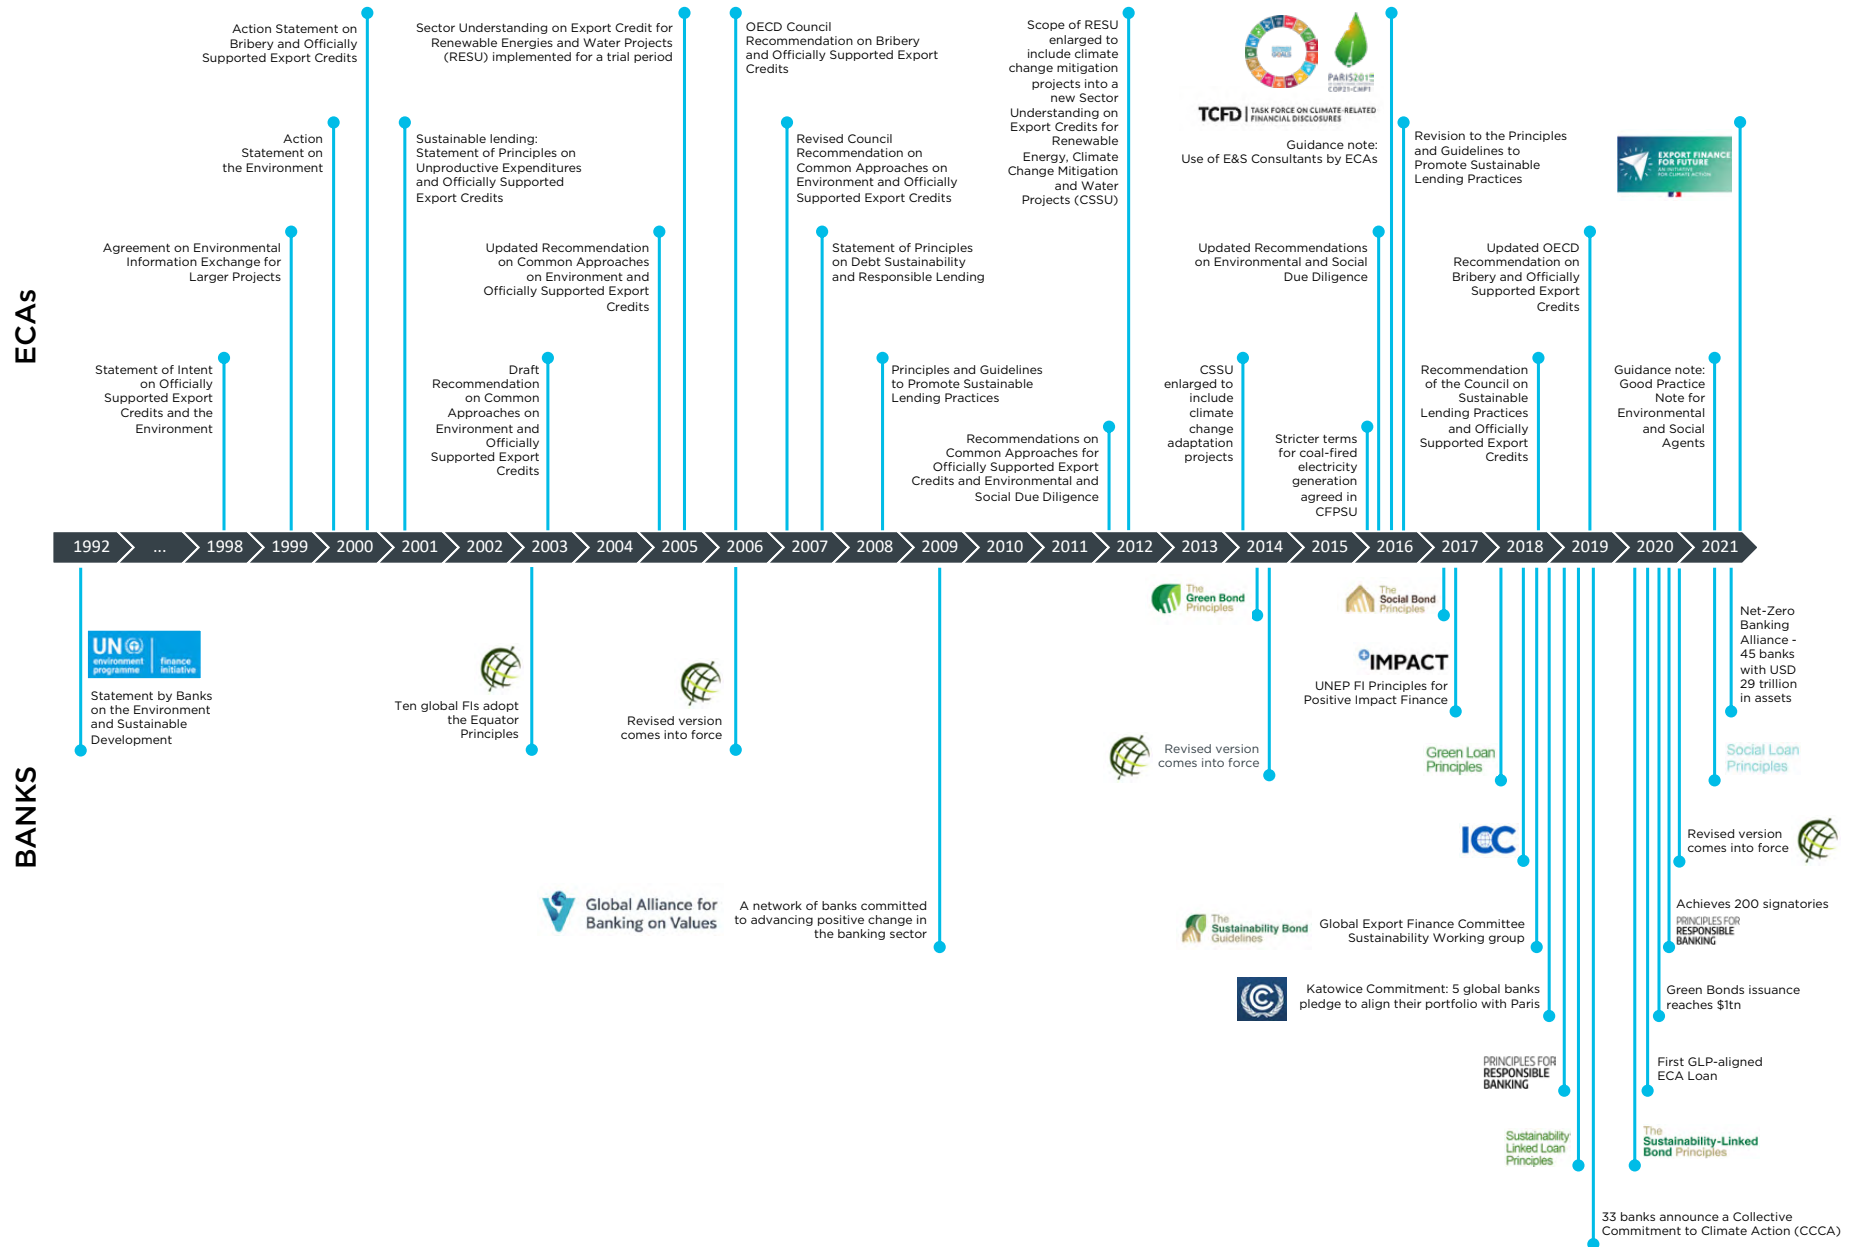 Action Statement on
Bribery and Officially
Supported Export Credits
Sector Understanding on Export Credit for
Renewable Energies and Water Projects
(RESU) implemented for a trial period
OECD Council
Recommendation on Bribery
and Officially Supported Export
Credits
Scope of RESU
enlarged to
include climate
change mitigation
projects into a
new Sector
Understanding on
Export Credits for
Renewable
Energy, Climate
Change Mitigation
and Water
Projects (CSSU)
PARIS2015
COP21·CMP11
TCFD
TASK FORCE ON CLIMATE-RELATED
FINANCIAL DISCLOSURES
Guidance note:
Use of E&S Consultants by ECAs
Action
Statement on
the Environment
Sustainable lending:
Statement of Principles on
Unproductive Expenditures
and Officially Supported
Export Credits
Revised Council
Recommendation on
Common Approaches on
Environment and Officially
Supported Export Credits
Revision to the Principles
and Guidelines to
Promote Sustainable
Lending Practices
EXPORT FINANCE
FOR FUTURE
AN INITIATIVE
FOR CLIMATE ACTION
Agreement on Environmental
Information Exchange for
Larger Projects
Updated Recommendation
on Common Approaches
on Environment and
Officially Supported Export
Credits
Statement of Principles
on Debt Sustainability
and Responsible Lending
Updated Recommendations
on Environmental and Social
Due Diligence
Updated OECD
Recommendation on
Bribery and Officially
Supported Export
Credits
ECAs
Statement of Intent
on Officially
Supported Export
Credits and the
Environment
Draft
Recommendation
on Common
Approaches on
Environment and
Officially
Supported Export
Credits
Principles and Guidelines
to Promote Sustainable
Lending Practices
Recommendations on
Common Approaches for
Officially Supported Export
Credits and Environmental and
Social Due Diligence
CSSU
enlarged to
include
climate
change
adaptation
projects
Stricter terms
for coal-fired
electricity
generation
agreed in
CFPSU
Recommendation
of the Council on
Sustainable
Lending Practices
and Officially
Supported Export
Credits
Guidance note:
Good Practice
Note for
Environmental
and Social
Agents
1992 ... 1998 1999 2000 2001 2002 2003 2004 2005 2006 2007 2008 2009 2010 2011 2012 2013 2014 2015 2016 2017 2018 2019 2020 2021
BANKS
UN
environment
programme
finance
initiative
Statement by Banks
on the Environment
and Sustainable
Development
Ten global FIs adopt
the Equator
Principles
Revised version
comes into force
Global Alliance for
Banking on Values
A network of banks committed
to advancing positive change in
the banking sector
The
Green Bond
Principles
Revised version
comes into force
The
Social Bond
Principles
IMPACT
UNEP FI Principles for
Positive Impact Finance
Green Loan
Principles
ICC
The
Sustainability Bond
Guidelines
Global Export Finance Committee
Sustainability Working group
Katowice Commitment: 5 global banks
pledge to align their portfolio with Paris
PRINCIPLES FOR
RESPONSIBLE
BANKING
Sustainability
Linked Loan
Principles
33 banks announce a Collective
Commitment to Climate Action (CCCA)
The
Sustainability-Linked
Bond Principles
First GLP-aligned
ECA Loan
Green Bonds issuance
reaches $1tn
Achieves 200 signatories
PRINCIPLES FOR
RESPONSIBLE
BANKING
Revised version
comes into force
Social Loan
Principles
Net-Zero
Banking
Alliance -
45 banks
with USD
29 trillion
in assets